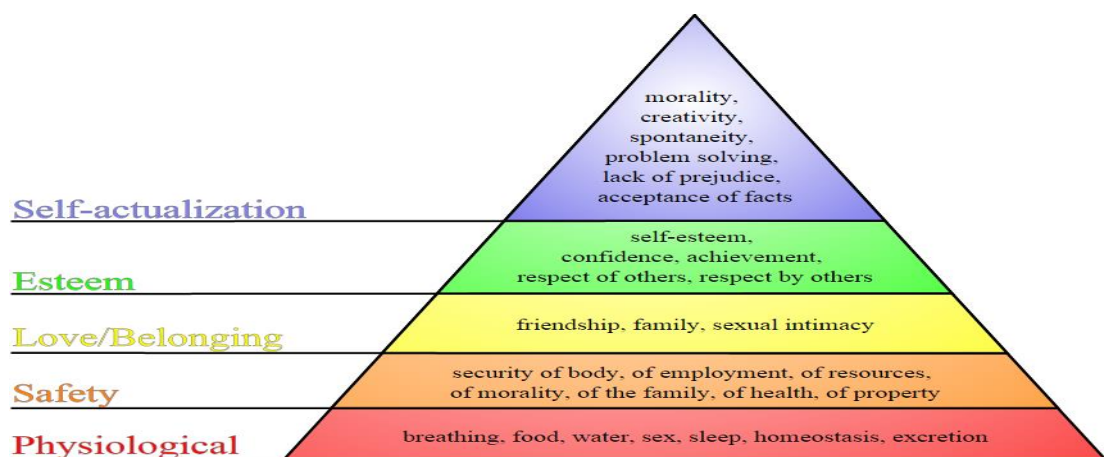 morality,
creativity,
spontaneity,
problem solving,
lack of prejudice,
acceptance of facts
Self-actualization
self-esteem,
confidence, achievement,
respect of others, respect by others
Esteem
friendship, family, sexual intimacy
Love/Belonging
security of body, of employment, of resources,
of morality, of the family, of health, of property
Safety
breathing, food, water, sex, sleep, homeostasis, excretion
Physiological